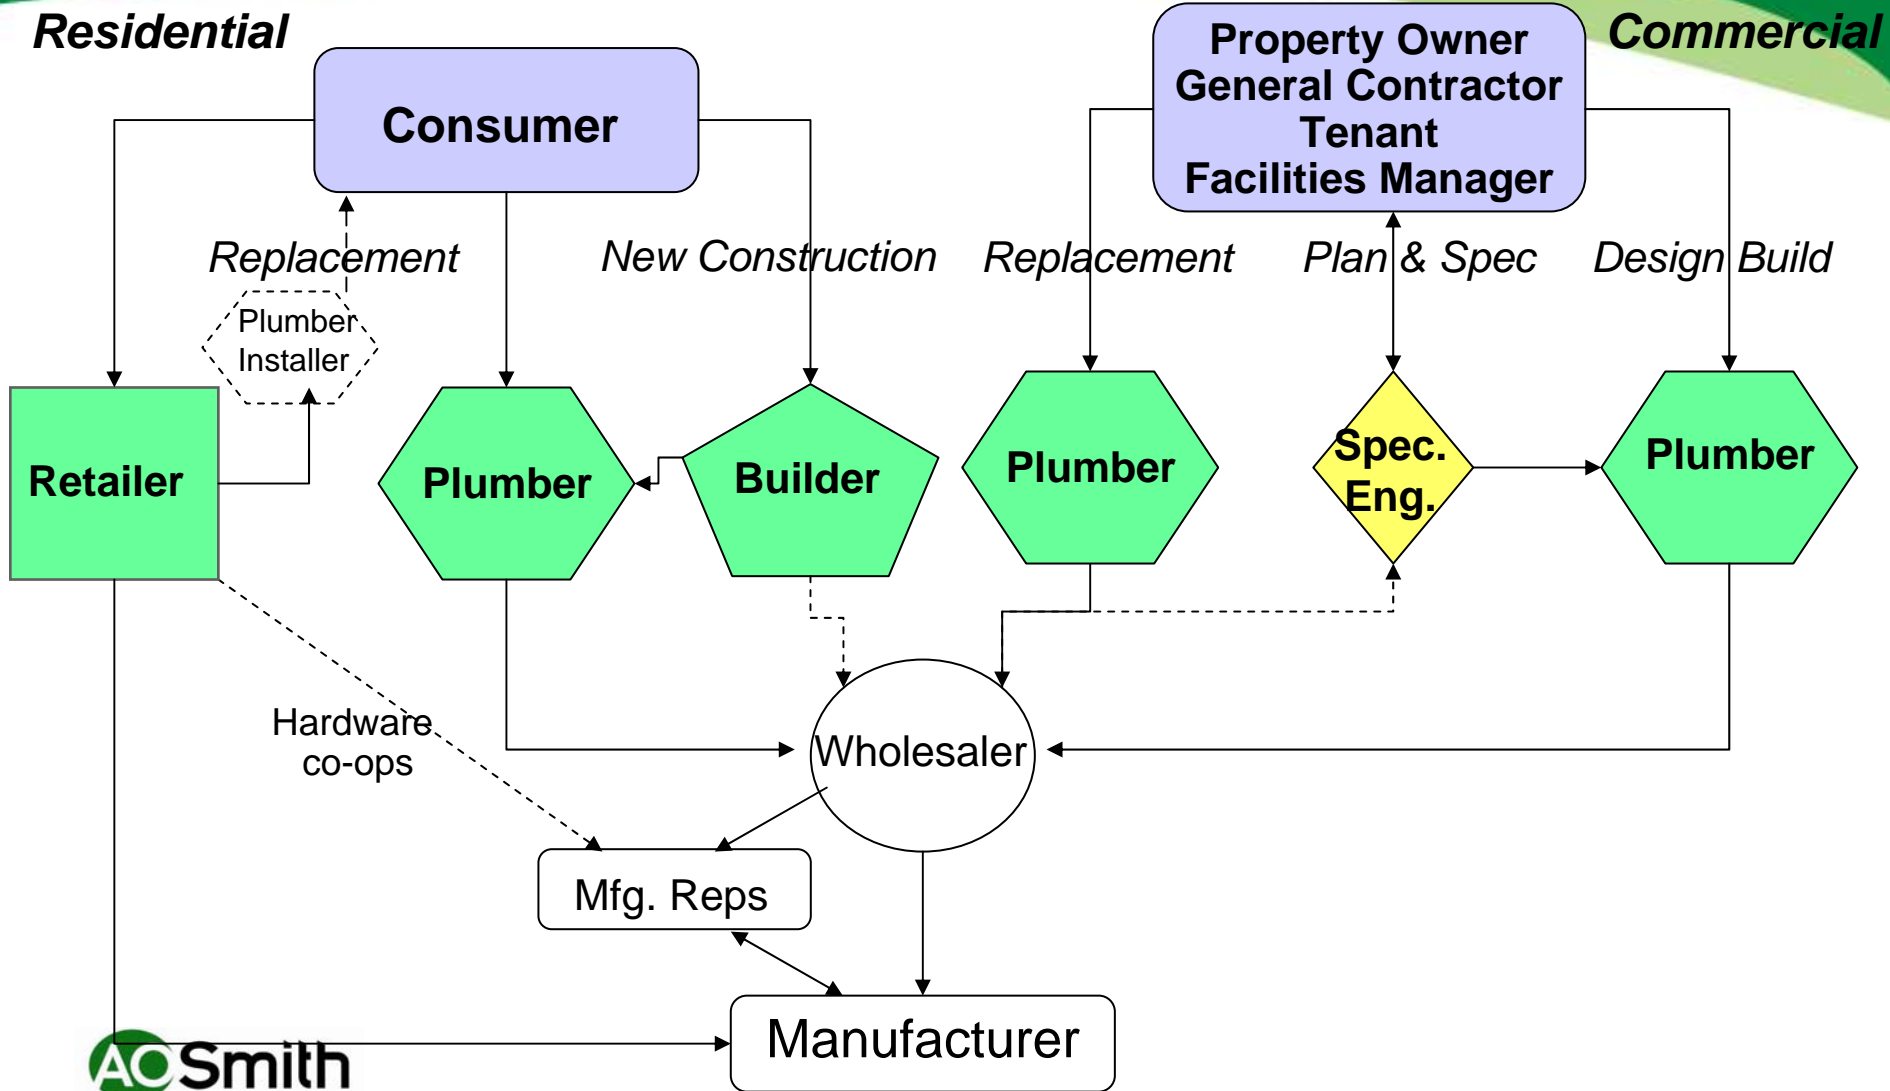 Residential
Commercial
Consumer
Property Owner
General Contractor
Tenant
Facilities Manager
Replacement
New Construction
Replacement
Plan & Spec
Design Build
Plumber
Installer
Retailer
Plumber
Builder
Plumber
Spec.
Eng.
Plumber
Hardware
co-ops
Wholesaler
Mfg. Reps
Manufacturer
AO Smith